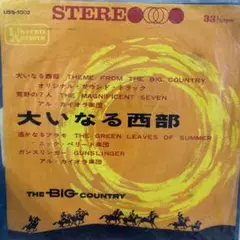 UNITED ARTISTS
STEREO
33⅓
大いなる西部 THEME FROM THE BIG COUNTRY
オリジナル・サウンド・トラック
荒野の7人 THE MAGNIFICENT SEVEN
アル・カイオラ楽団
大いなる西部
遥かなるアラモ THE GREEN LEAVES OF SUMMER
ニック・ペリート楽団
ガンスリンガー GUNSLINGER
アル・カイオラ楽団
THE BIG COUNTRY